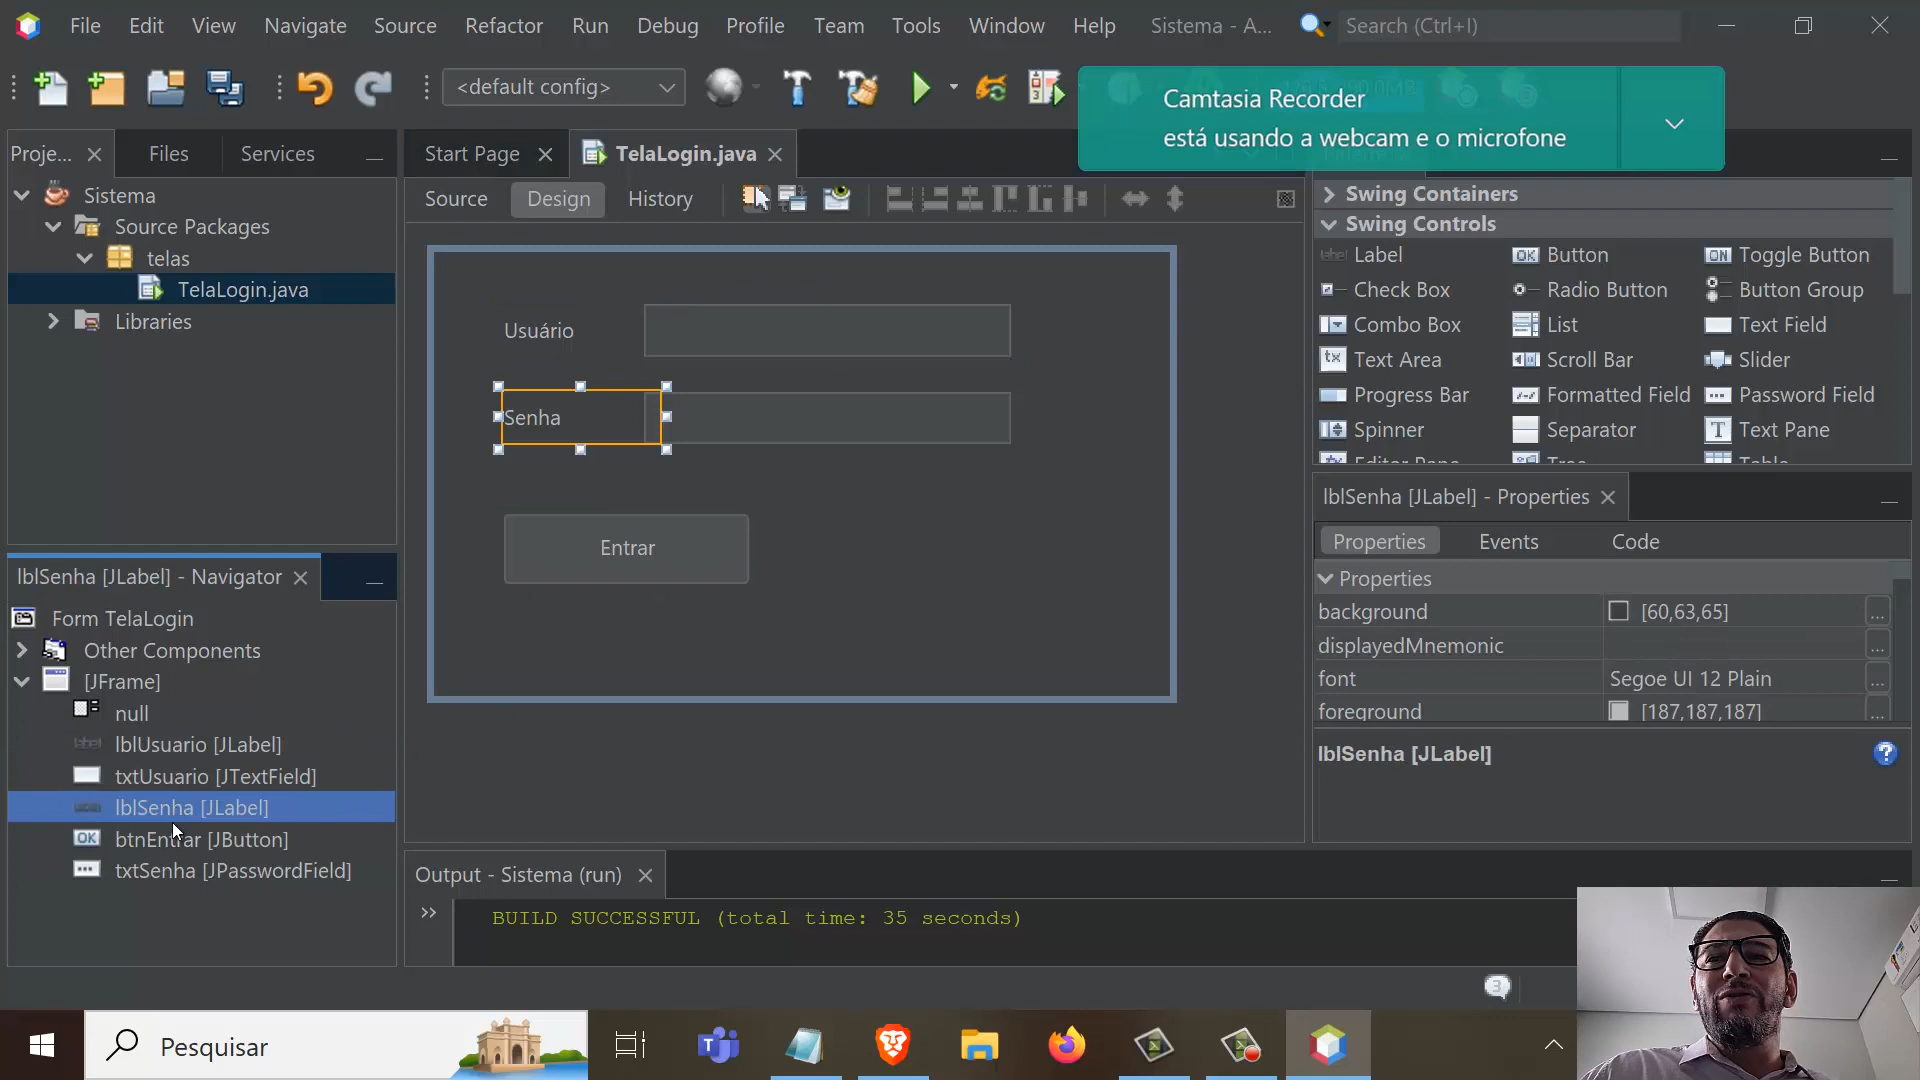 File Edit View Navigate Source Refactor Run Debug Profile Team Tools Window Help Sistema - A... Search (Ctrl+I)
<default config>
Camtasia Recorder
está usando a webcam e o microfone
Proje... Files Services
Start Page TelaLogin.java
Sistema
Source Packages
telas
TelaLogin.java
Libraries
Source Design History
Usuário
Senha
Entrar
Swing Containers
Swing Controls
Label Button Toggle Button
Check Box Radio Button Button Group
Combo Box List Text Field
Text Area Scroll Bar Slider
Progress Bar Formatted Field Password Field
Spinner Separator Text Pane
Editor Pane Tree Table
lblSenha [JLabel] - Properties
Properties Events Code
Properties
background [60,63,65] ...
displayedMnemonic ...
font Segoe UI 12 Plain ...
foreground [187,187,187] ...
lblSenha [JLabel]
lblSenha [JLabel] - Navigator
Form TelaLogin
Other Components
[JFrame]
null
lblUsuario [JLabel]
txtUsuario [JTextField]
lblSenha [JLabel]
btnEntrar [JButton]
txtSenha [JPasswordField]
Output - Sistema (run)
BUILD SUCCESSFUL (total time: 35 seconds)
3
Pesquisar